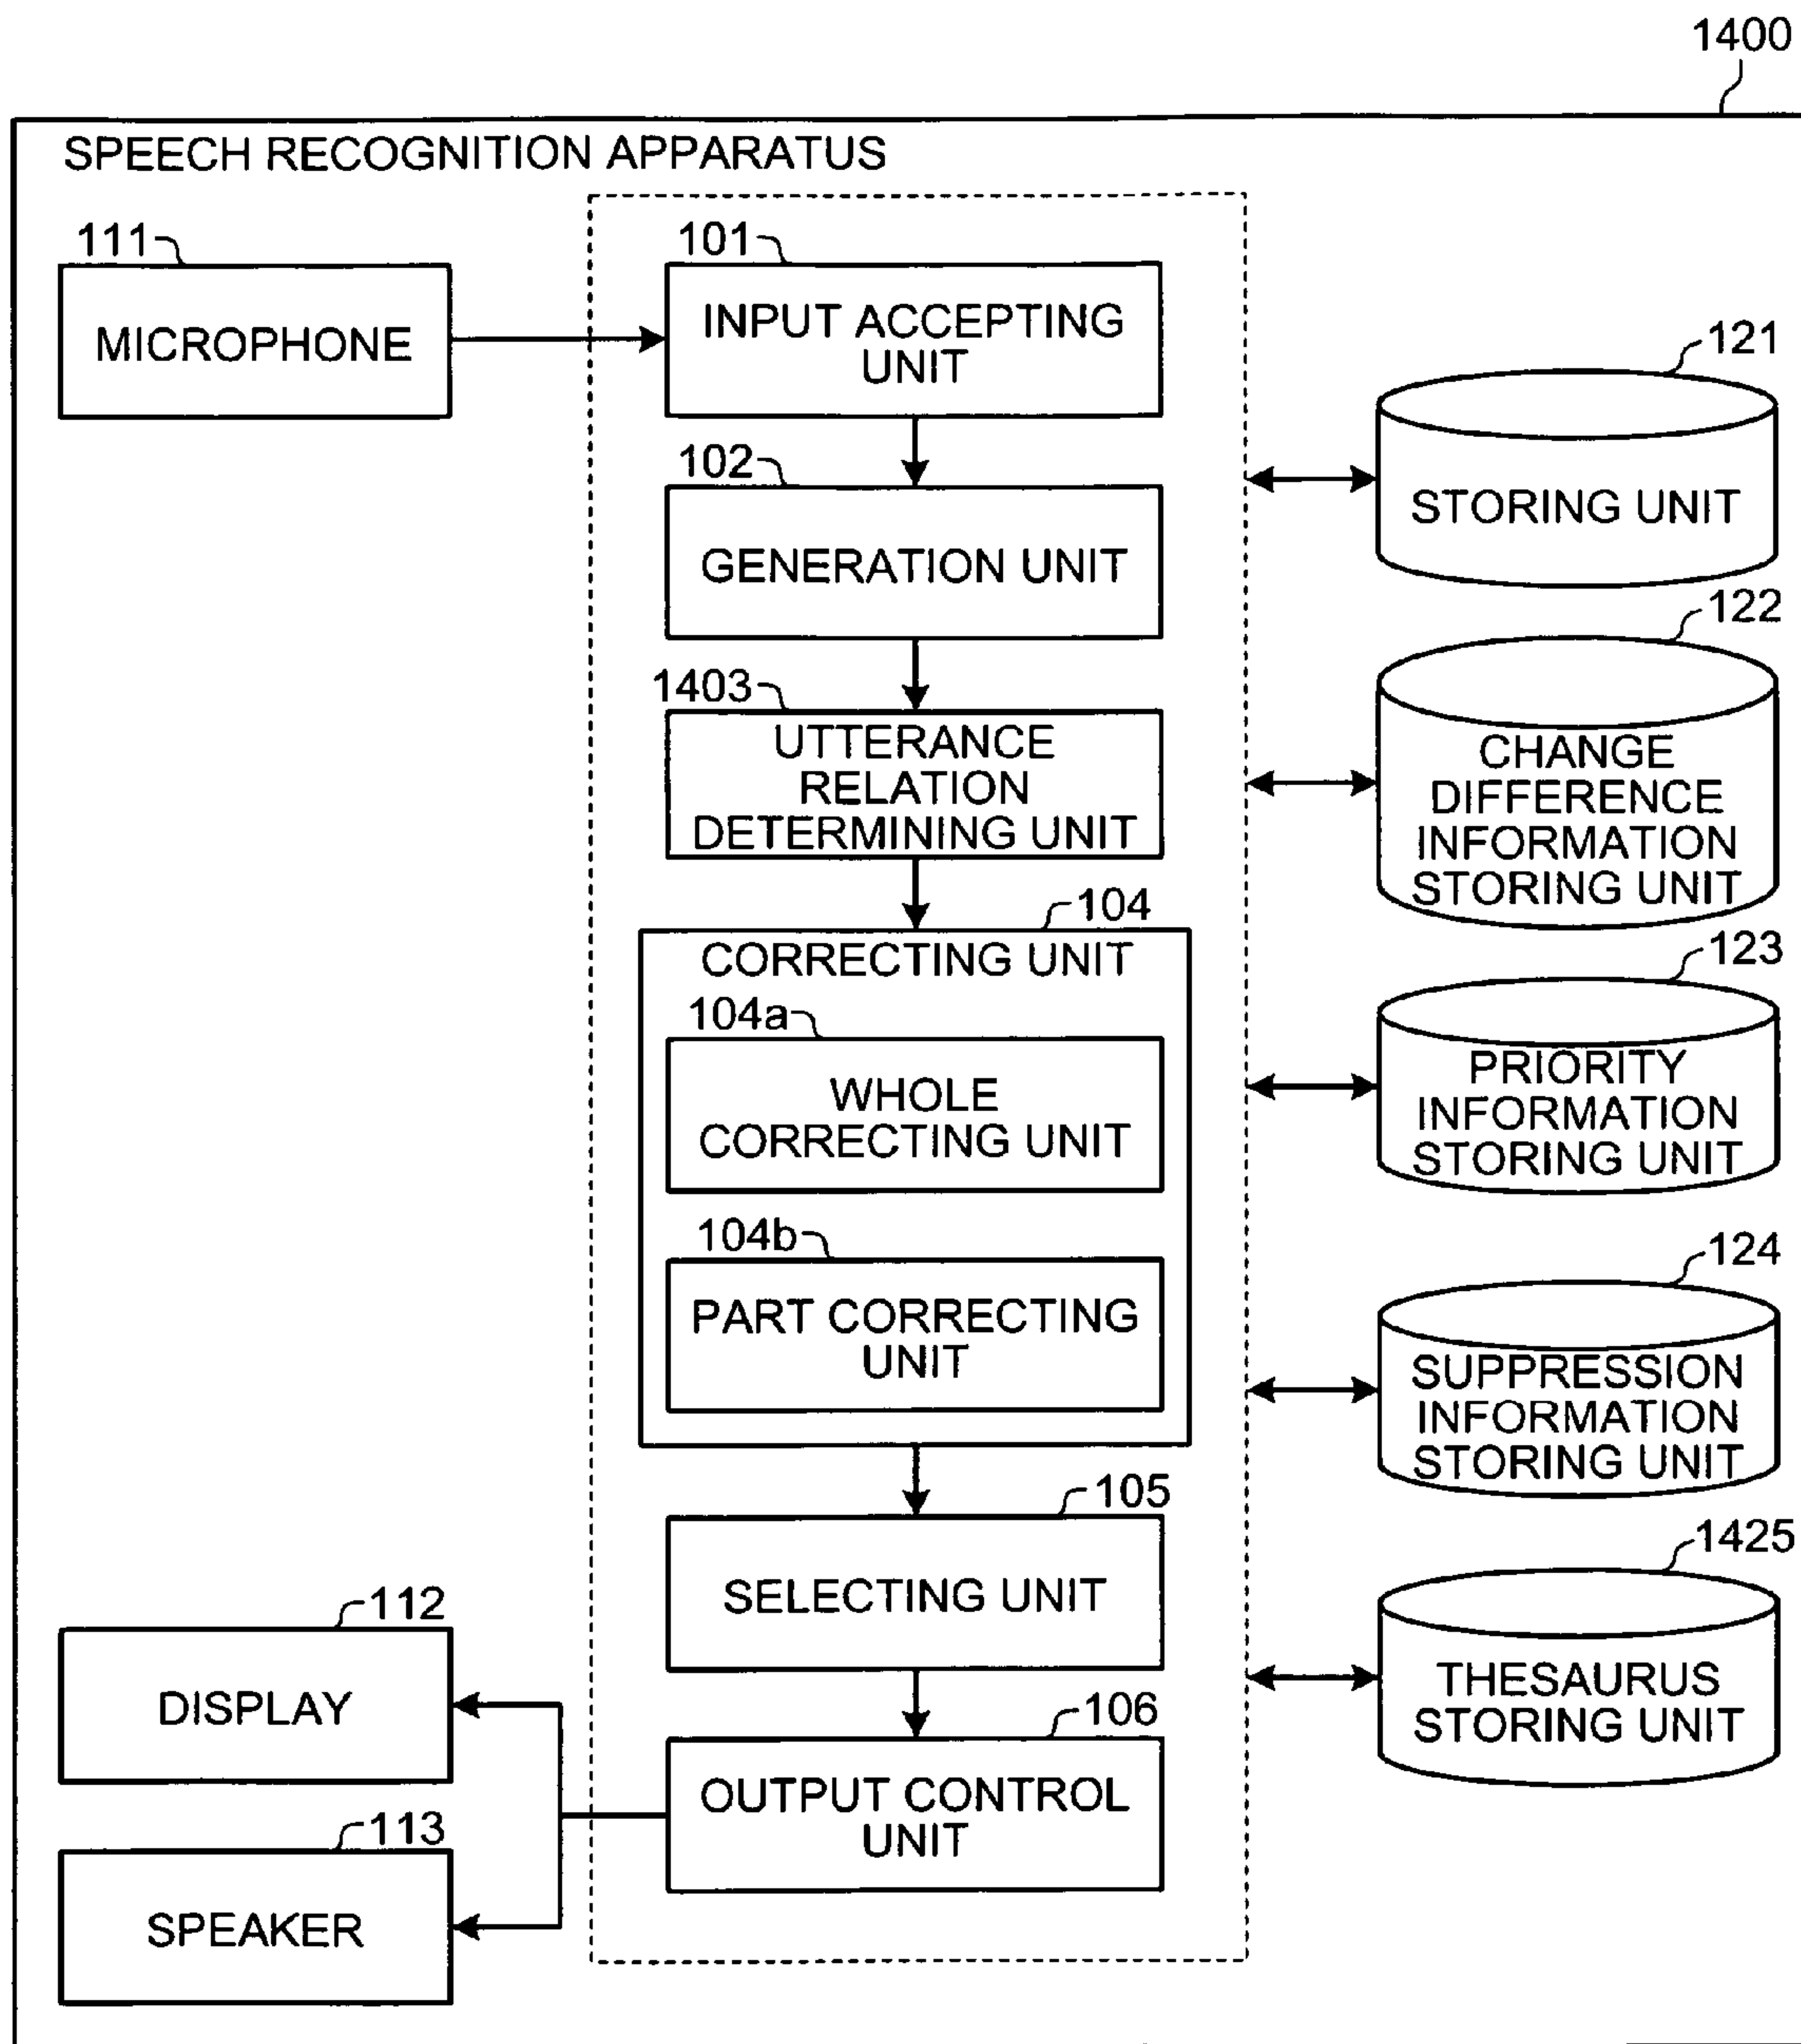 1400
SPEECH RECOGNITION APPARATUS
111
MICROPHONE
101
INPUT ACCEPTING
UNIT
102
GENERATION UNIT
1403
UTTERANCE
RELATION
DETERMINING UNIT
104
CORRECTING UNIT
104a
WHOLE
CORRECTING UNIT
104b
PART CORRECTING
UNIT
105
SELECTING UNIT
106
OUTPUT CONTROL
UNIT
112
DISPLAY
113
SPEAKER
121
STORING UNIT
122
CHANGE
DIFFERENCE
INFORMATION
STORING UNIT
123
PRIORITY
INFORMATION
STORING UNIT
124
SUPPRESSION
INFORMATION
STORING UNIT
1425
THESAURUS
STORING UNIT